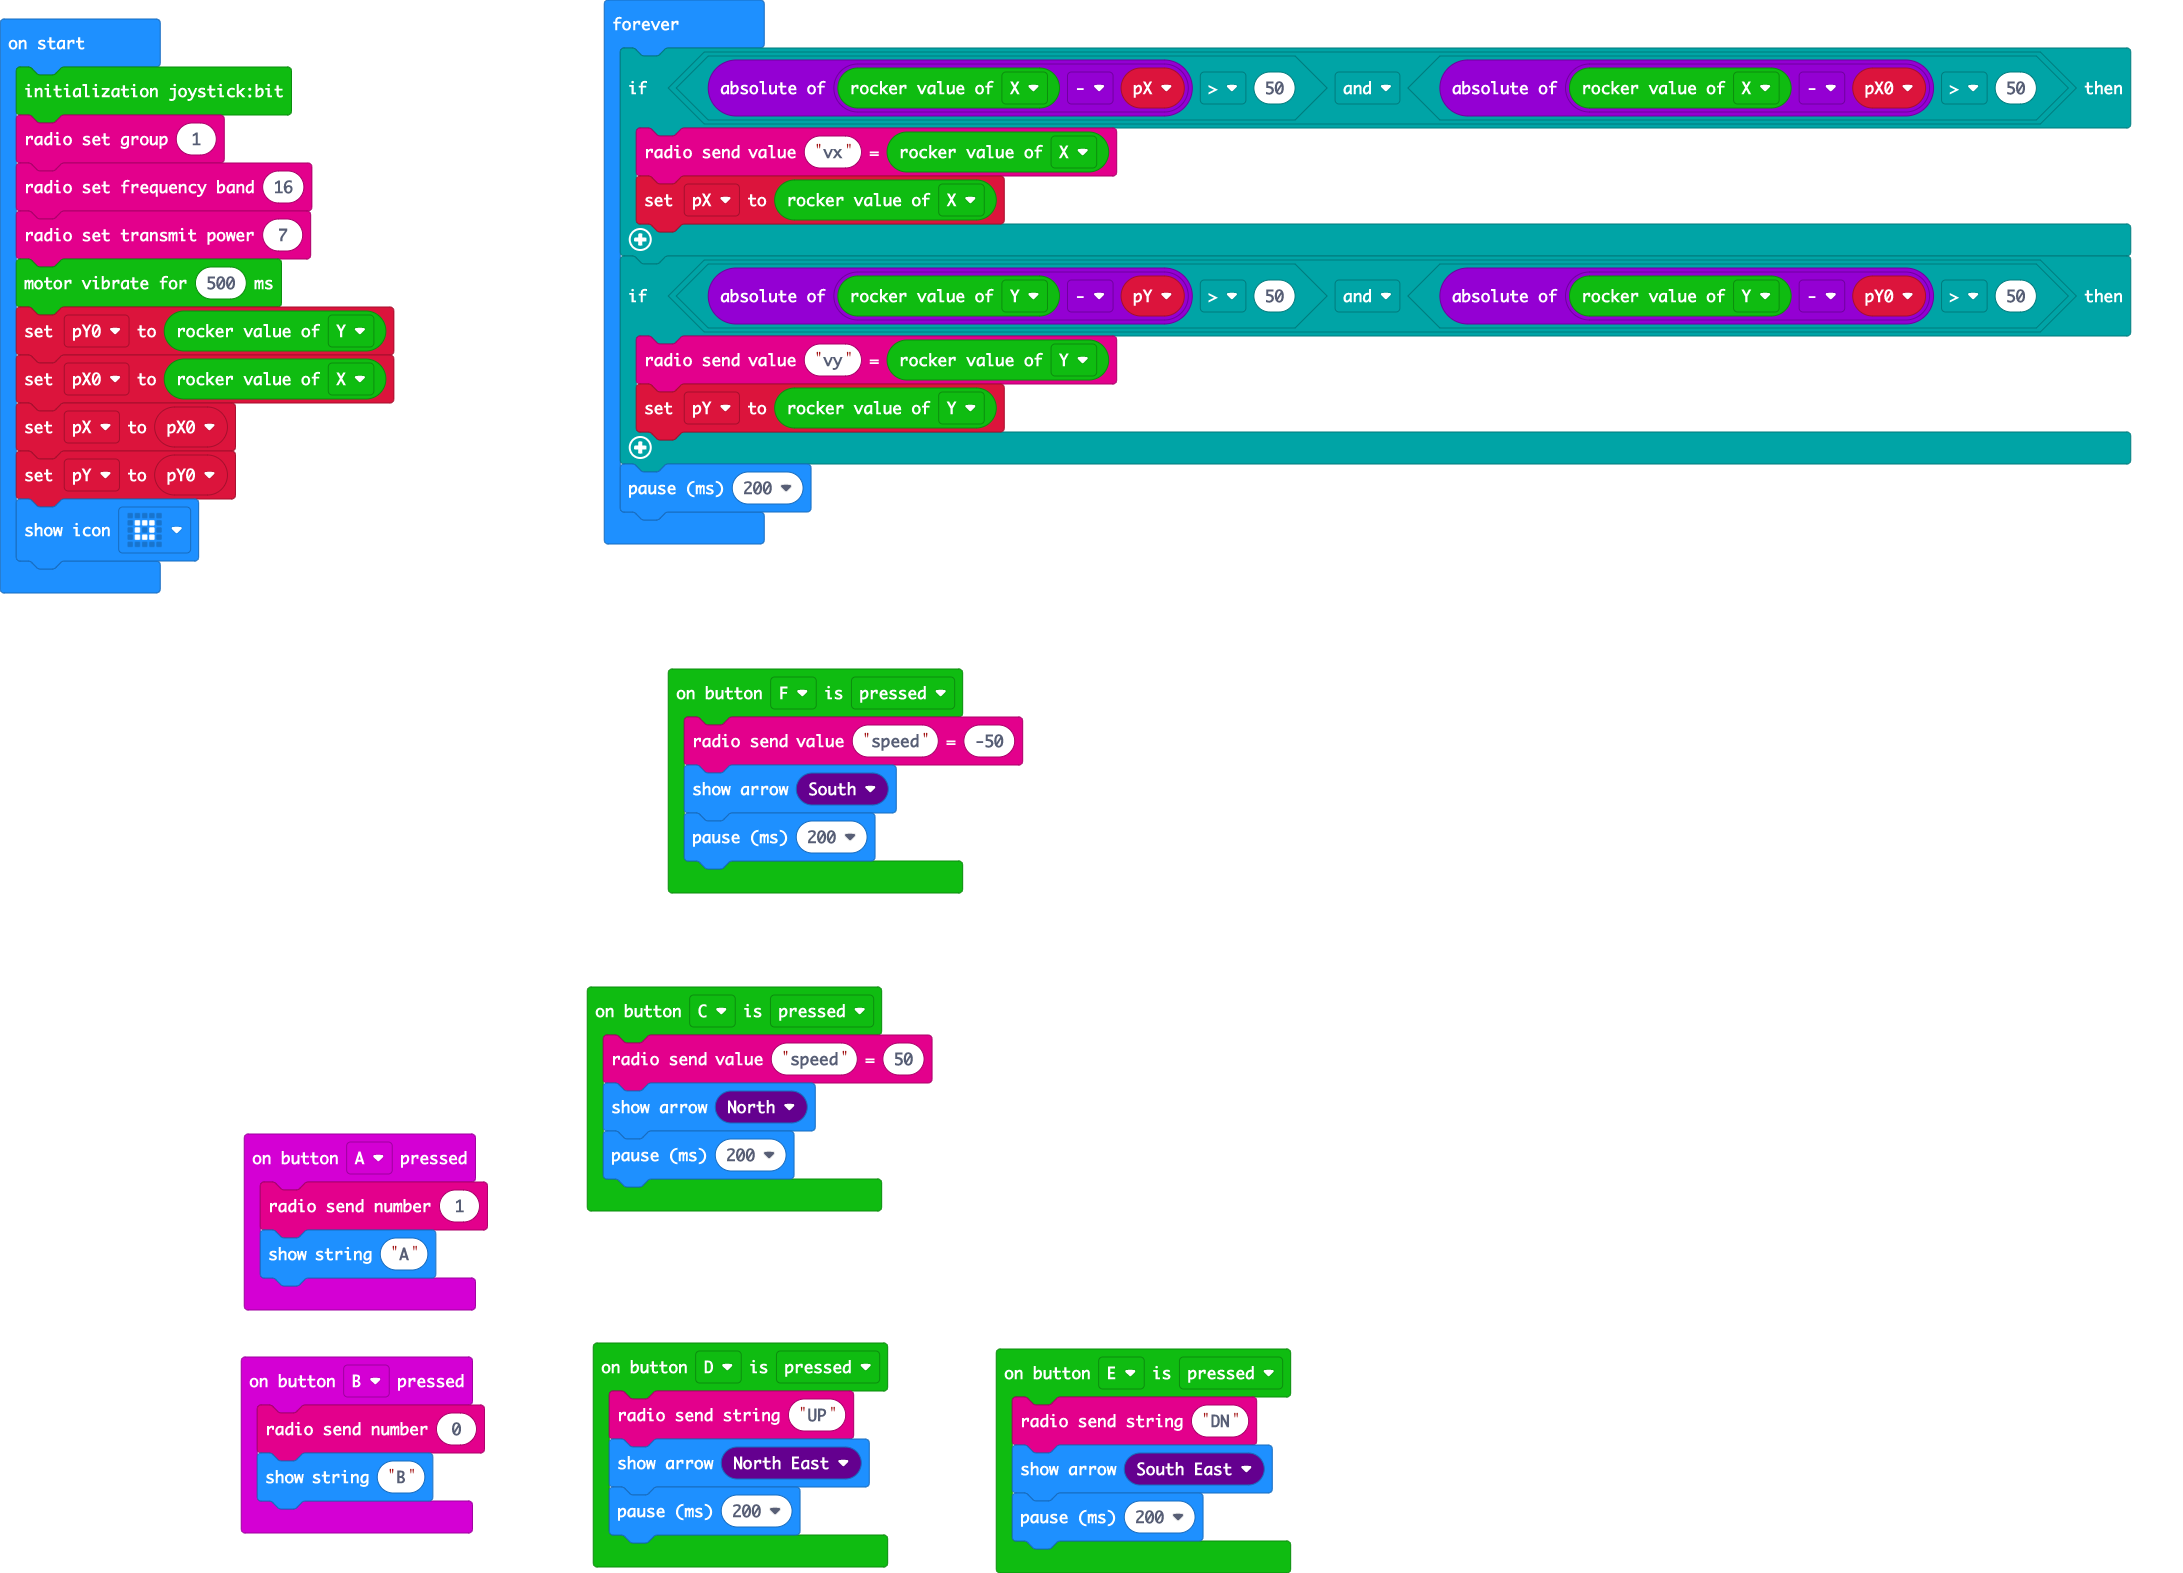 on start
initialization joystick:bit
radio set group 1
radio set frequency band 16
radio set transmit power 7
motor vibrate for 500 ms
set pY0 to rocker value of Y
set pX0 to rocker value of X
set pX to pX0
set pY to pY0
show icon
forever
if absolute of rocker value of X - pX > 50 and absolute of rocker value of X - pX0 > 50 then
radio send value "vx" = rocker value of X
set pX to rocker value of X
if absolute of rocker value of Y - pY > 50 and absolute of rocker value of Y - pY0 > 50 then
radio send value "vy" = rocker value of Y
set pY to rocker value of Y
pause (ms) 200
on button F is pressed
radio send value "speed" = -50
show arrow South
pause (ms) 200
on button C is pressed
radio send value "speed" = 50
show arrow North
pause (ms) 200
on button A pressed
radio send number 1
show string "A"
on button B pressed
radio send number 0
show string "B"
on button D is pressed
radio send string "UP"
show arrow North East
pause (ms) 200
on button E is pressed
radio send string "DN"
show arrow South East
pause (ms) 200